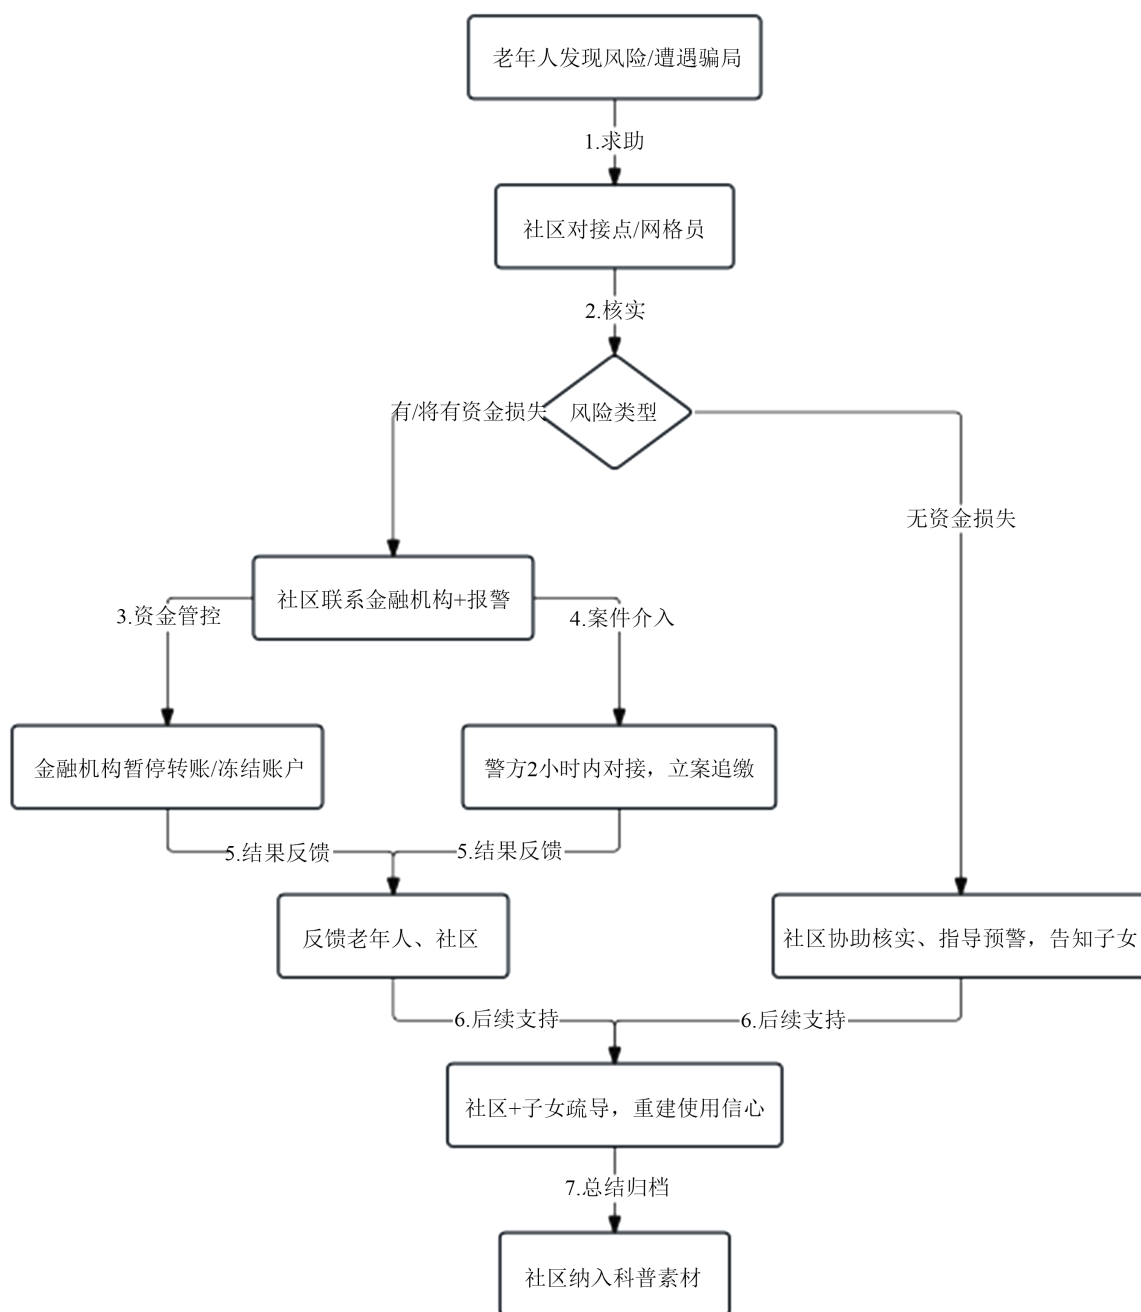 老年人发现风险/遭遇骗局
1.求助
社区对接点/网格员
2.核实
有/将有资金损失
风险类型
无资金损失
社区联系金融机构+报警
3.资金管控
4.案件介入
金融机构暂停转账/冻结账户
警方2小时内对接，立案追缴
5.结果反馈
5.结果反馈
反馈老年人、社区
社区协助核实、指导预警，告知子女
6.后续支持
6.后续支持
社区+子女疏导，重建使用信心
7.总结归档
社区纳入科普素材